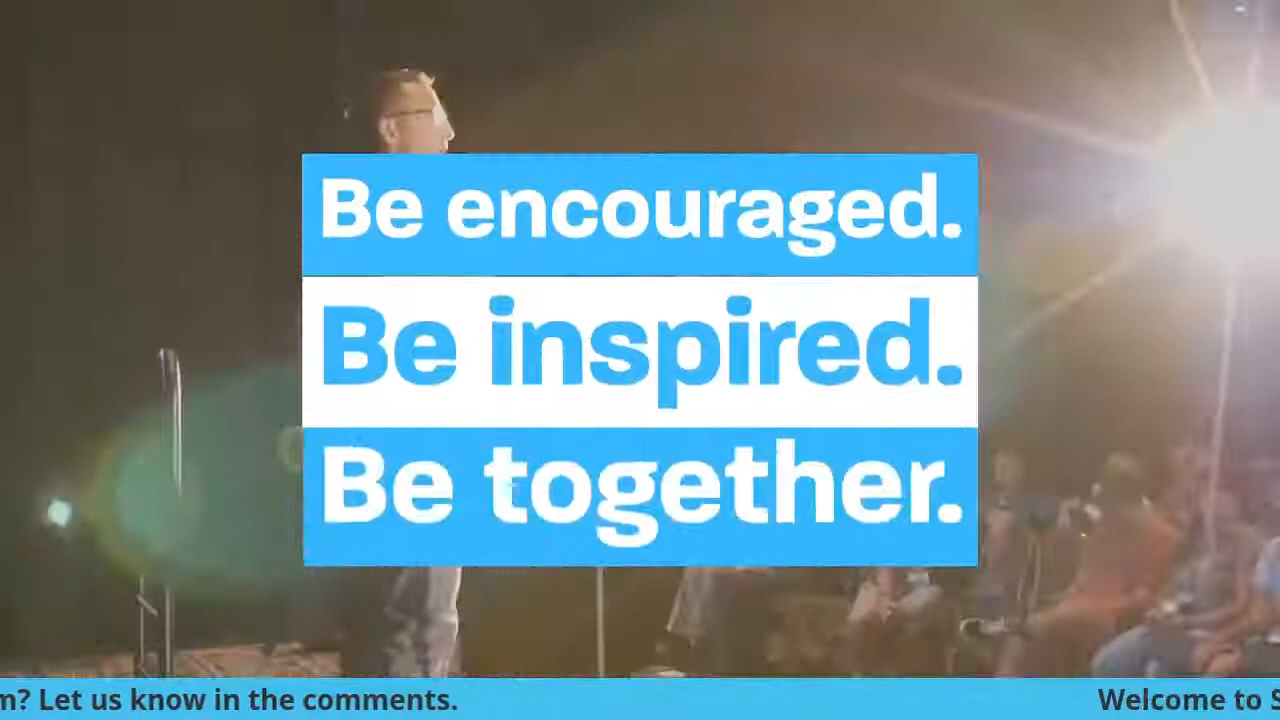 Be encouraged.
Be inspired.
Be together.
Let us know in the comments.
Welcome to